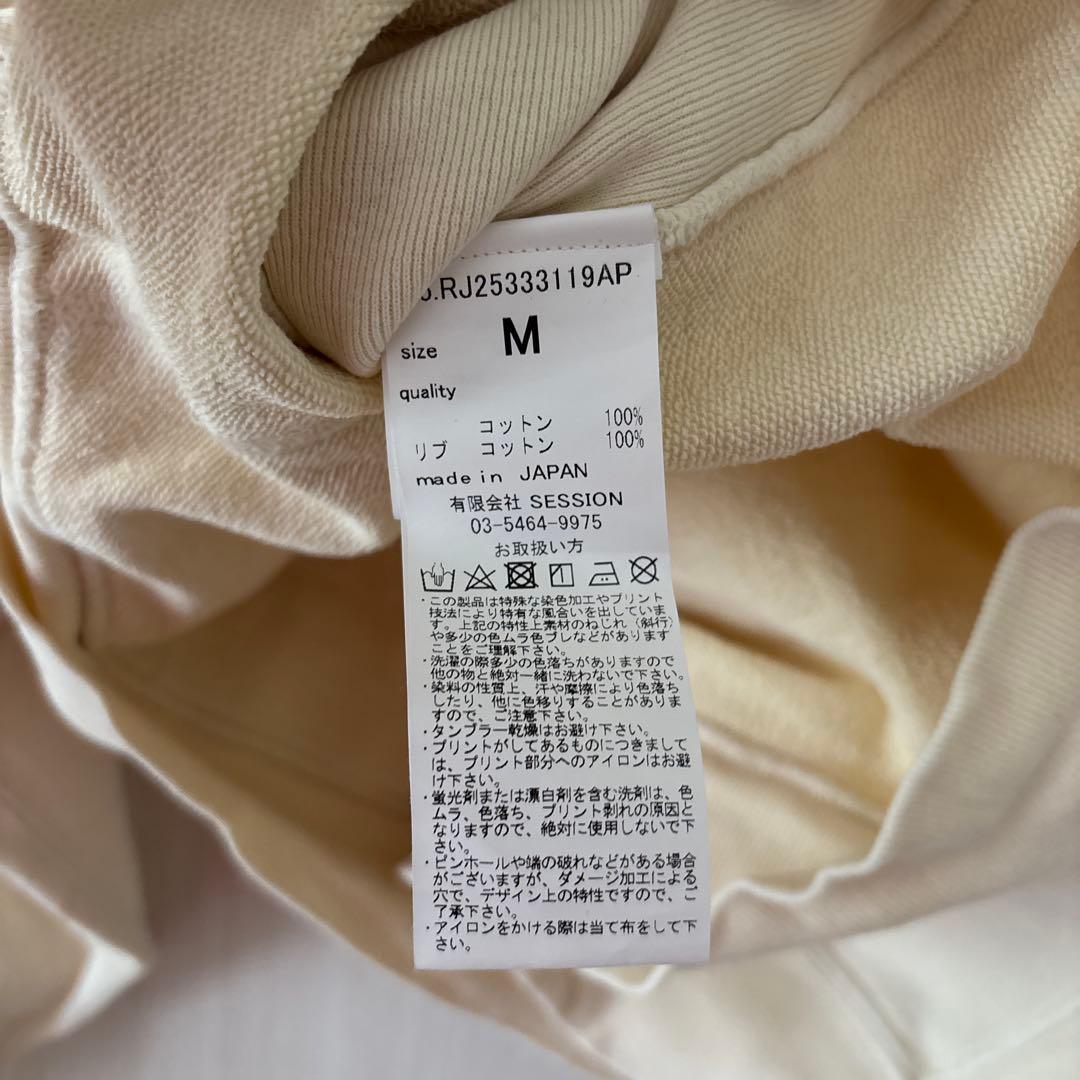 .RJ25333119AP
size M
quality
コットン 100%
リブ コットン 100%
made in JAPAN
有限会社 SESSION
03-5464-9975
お取扱い方
・この製品は特殊な染色加工やプリント
技法により特有な風合いを出していま
す。上記の特性上素材のねじれ（斜行）
や多少の色ムラ色ブレなどがあります
ことをご理解下さい。
・洗濯の際多少の色落ちがありますので
他の物と絶対一緒に洗わないで下さい。
・染料の性質上、汗や摩擦により色落ち
したり、他に色移りすることがありま
すので、ご注意下さい。
・タンブラー乾燥はお避け下さい。
・プリントがしてあるものにつきまして
は、プリント部分へのアイロンはお避
け下さい。
・蛍光剤または漂白剤を含む洗剤は、色
ムラ、色落ち、プリント剥れの原因と
なりますので、絶対に使用しないで下
さい。
・ピンホールや端の破れなどがある場合
がございますが、ダメージ加工による
穴で、デザイン上の特性ですので、ご
了承下さい。
・アイロンをかける際は当て布をして下
さい。